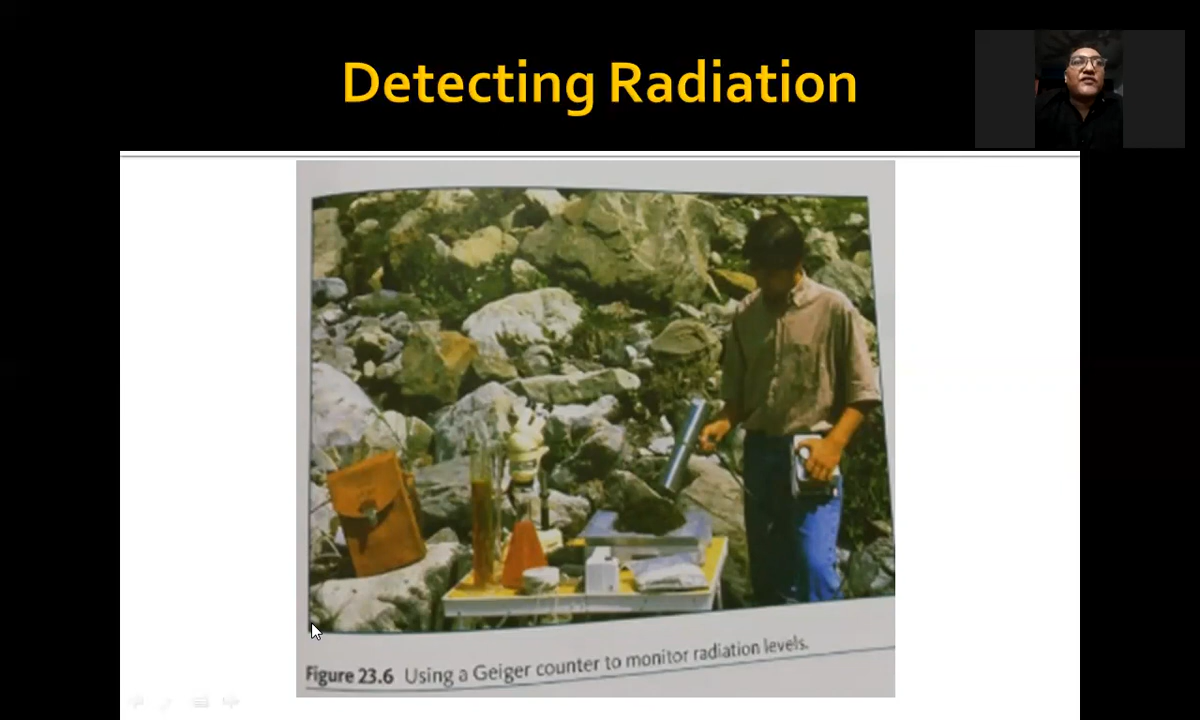 Detecting Radiation
Figure 23.6 Using a Geiger counter to monitor radiation levels.